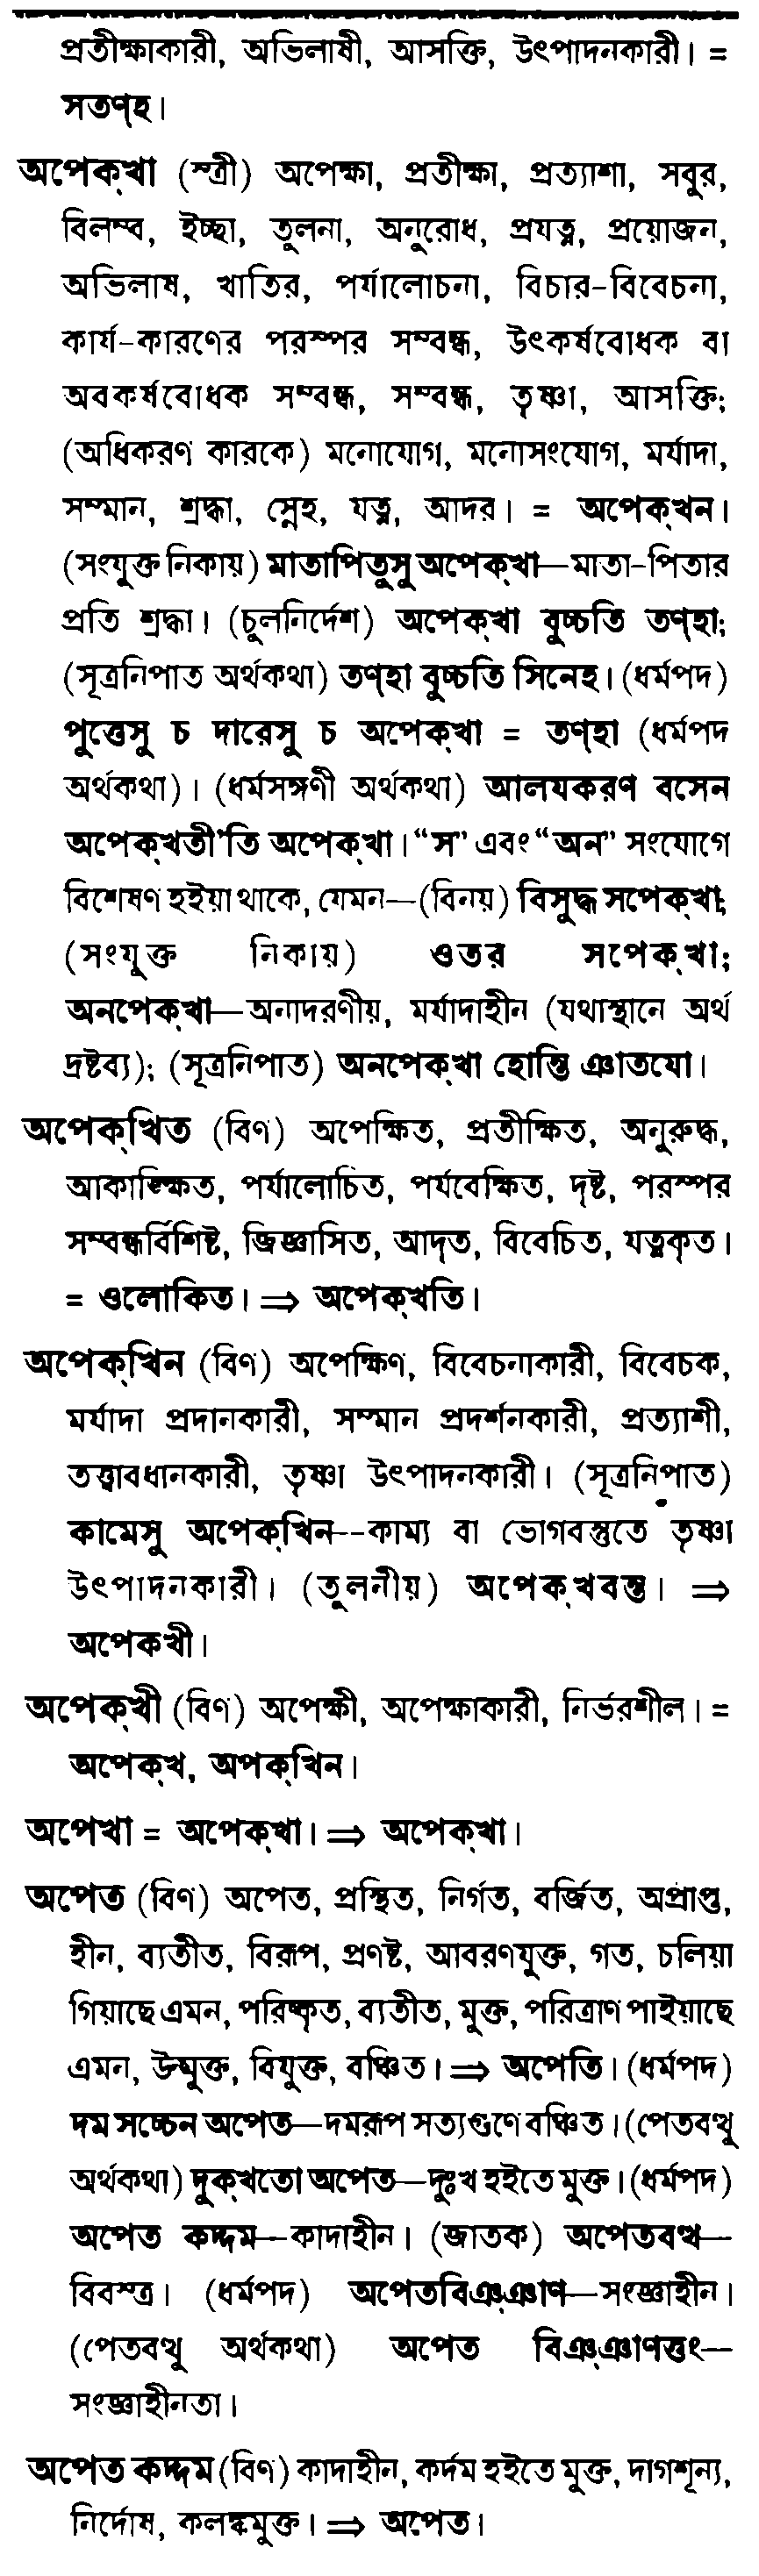 প্রতীক্ষাকারী, অভিলাষী, আসক্তি, উৎপাদনকারী। =
সতণ্‌হ।
অপেক্‌খা (স্ত্রী) অপেক্ষা, প্রতীক্ষা, প্রত্যাশা, সবুর,
বিলম্ব, ইচ্ছা, তুলনা, অনুরোধ, প্রযত্ন, প্রয়োজন,
অভিলাষ, খাতির, পর্যালোচনা, বিচার-বিবেচনা,
কার্য-কারণের পরস্পর সম্বন্ধ, উৎকর্ষবোধক বা
অবকর্ষবোধক সম্বন্ধ, সম্বন্ধ, তৃষ্ণা, আসক্তি;
(অধিকরণ কারকে) মনোযোগ, মনোসংযোগ, মর্যাদা,
সম্মান, শ্রদ্ধা, স্নেহ, যত্ন, আদর। = অপেক্‌খন।
(সংযুক্ত নিকায়) মাতাপিতুসু অপেক্‌খা—মাতা-পিতার
প্রতি শ্রদ্ধা। (চুলনির্দেশ) অপেক্‌খা বুচ্চতি তণ্‌হা;
(সূত্রনিপাত অর্থকথা) তণ্‌হা বুচ্চতি সিনেহ। (ধর্মপদ)
পুত্তেসু চ দারেসু চ অপেক্‌খা = তণ্‌হা (ধর্মপদ
অর্থকথা)। (ধর্মসঙ্গণী অর্থকথা) আলযকরণ বসেন
অপেক্‌খতী’তি অপেক্‌খা। “স” এবং “অন” সংযোগে
বিশেষণ হইয়া থাকে, যেমন—(বিনয়) বিসুদ্ধ সপেক্‌খা;
(সংযুক্ত নিকায়) ওতর সপেক্‌খা;
অনপেক্‌খা—অনাদরণীয়, মর্যাদাহীন (যথাস্থানে অর্থ
দ্রষ্টব্য); (সূত্রনিপাত) অনপেক্‌খা হোন্তি ঞাতযো।
অপেক্‌খিত (বিণ) অপেক্ষিত, প্রতীক্ষিত, অনুরুদ্ধ,
আকাঙ্ক্ষিত, পর্যালোচিত, পর্যবেক্ষিত, দৃষ্ট, পরস্পর
সম্বন্ধবিশিষ্ট, জিজ্ঞাসিত, আদৃত, বিবেচিত, যত্নকৃত।
= ওলোকিত। ⇒ অপেক্‌খতি।
অপেক্‌খিন (বিণ) অপেক্ষিণ, বিবেচনাকারী, বিবেচক,
মর্যাদা প্রদানকারী, সম্মান প্রদর্শনকারী, প্রত্যাশী,
তত্ত্বাবধানকারী, তৃষ্ণা উৎপাদনকারী। (সূত্রনিপাত)
কামেসু অপেক্‌খিন--কাম্য বা ভোগবস্তুতে তৃষ্ণা
উৎপাদনকারী। (তুলনীয়) অপেক্‌খবন্ত। ⇒
অপেকখী।
অপেক্‌খী (বিণ) অপেক্ষী, অপেক্ষাকারী, নির্ভরশীল। =
অপেক্‌খ, অপক্‌খিন।
অপেখা = অপেক্‌খা। ⇒ অপেক্‌খা।
অপেত (বিণ) অপেত, প্রস্থিত, নির্গত, বর্জিত, অপ্রাপ্ত,
হীন, ব্যতীত, বিরূপ, প্রণষ্ট, আবরণযুক্ত, গত, চলিয়া
গিয়াছে এমন, পরিষ্কৃত, ব্যতীত, মুক্ত, পরিত্রাণ পাইয়াছে
এমন, উন্মুক্ত, বিযুক্ত, বঞ্চিত। ⇒ অপেতি। (ধর্মপদ)
দম সচ্চেন অপেত—দমরূপ সত্যগুণে বঞ্চিত। (পেতবত্থু
অর্থকথা) দুক্‌খতো অপেত—দুঃখ হইতে মুক্ত। (ধর্মপদ)
অপেত কদ্দম—কাদাহীন। (জাতক) অপেতবত্থ—
বিবস্ত্র। (ধর্মপদ) অপেতবিঞ্‌ঞাণ—সংজ্ঞাহীন।
(পেতবত্থু অর্থকথা) অপেত বিঞ্‌ঞাণত্তং—
সংজ্ঞাহীনতা।
অপেত কদ্দম (বিণ) কাদাহীন, কর্দম হইতে মুক্ত, দাগশূন্য,
নির্দোষ, কলঙ্কমুক্ত। ⇒ অপেত।